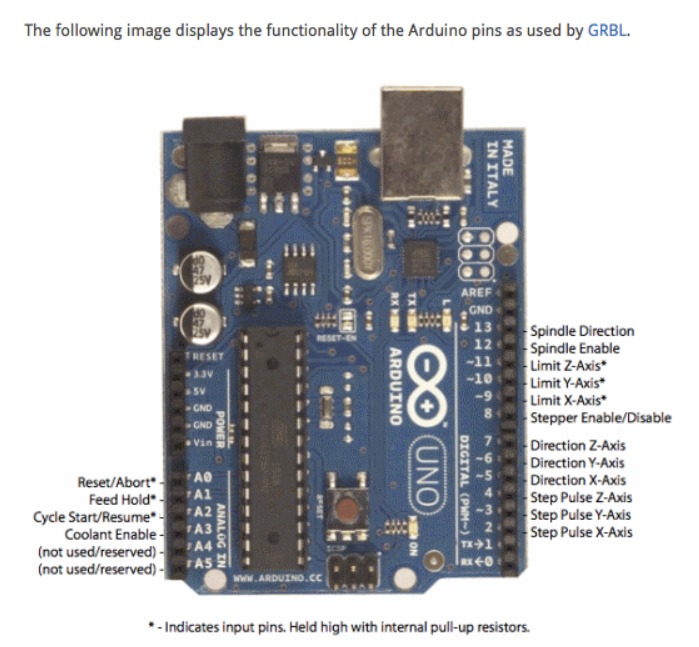 The following image displays the functionality of the Arduino pins as used by GRBL.
MADE
IN ITALY
RX
TX
L
RESET-EN
ARDUINO
UNO
AREF
GND
13
12
~11
~10
~9
8
7
~6
~5
4
~3
2
TX→1
RX←0
DIGITAL (PWM~)
Spindle Direction
Spindle Enable
Limit Z-Axis*
Limit Y-Axis*
Limit X-Axis*
Stepper Enable/Disable
Direction Z-Axis
Direction Y-Axis
Direction X-Axis
Step Pulse Z-Axis
Step Pulse Y-Axis
Step Pulse X-Axis
RESET
3.3V
5V
GND
GND
Vin
POWER
Reset/Abort* -
Feed Hold* -
Cycle Start/Resume* -
Coolant Enable -
(not used/reserved) -
(not used/reserved) -
A0
A1
A2
A3
A4
A5
ANALOG IN
RESET
ICSP
ON
WWW.ARDUINO.CC
47
25V
47
25V
* - Indicates input pins. Held high with internal pull-up resistors.